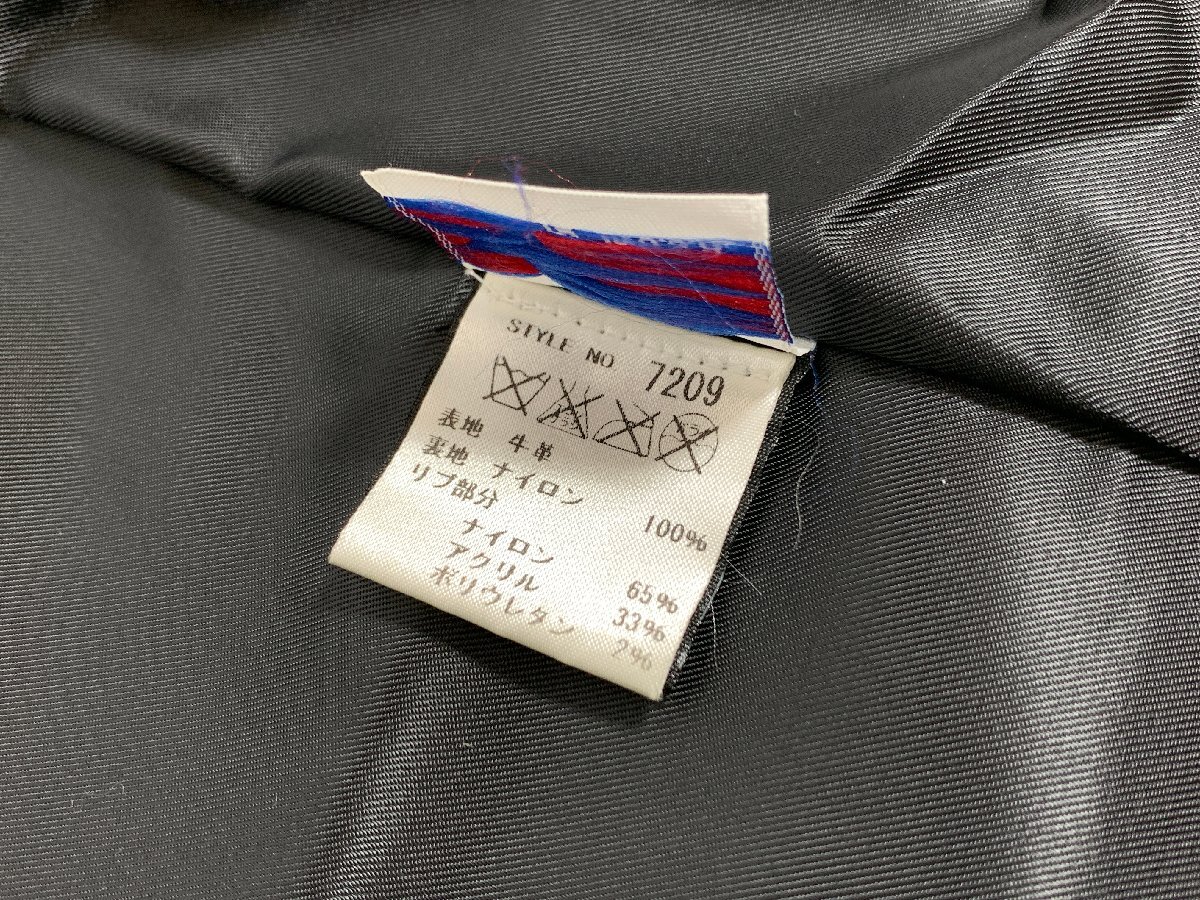 STYLE NO 7209
表地 牛革
裏地 ナイロン 100%
リブ部分
ナイロン 65%
アクリル 33%
ポリウレタン 2%